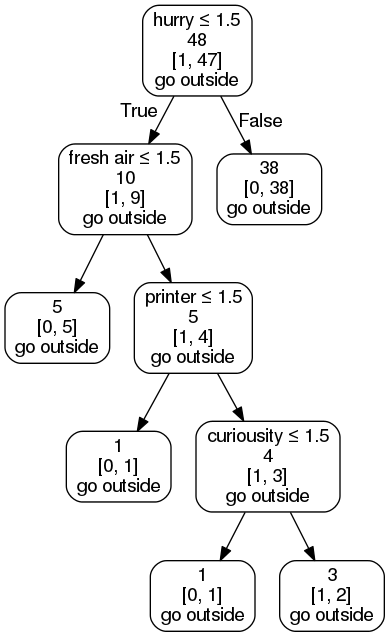 hurry ≤ 1.5
48
[1, 47]
go outside
True
False
fresh air ≤ 1.5
10
[1, 9]
go outside
38
[0, 38]
go outside
5
[0, 5]
go outside
printer ≤ 1.5
5
[1, 4]
go outside
1
[0, 1]
go outside
curiousity ≤ 1.5
4
[1, 3]
go outside
1
[0, 1]
go outside
3
[1, 2]
go outside